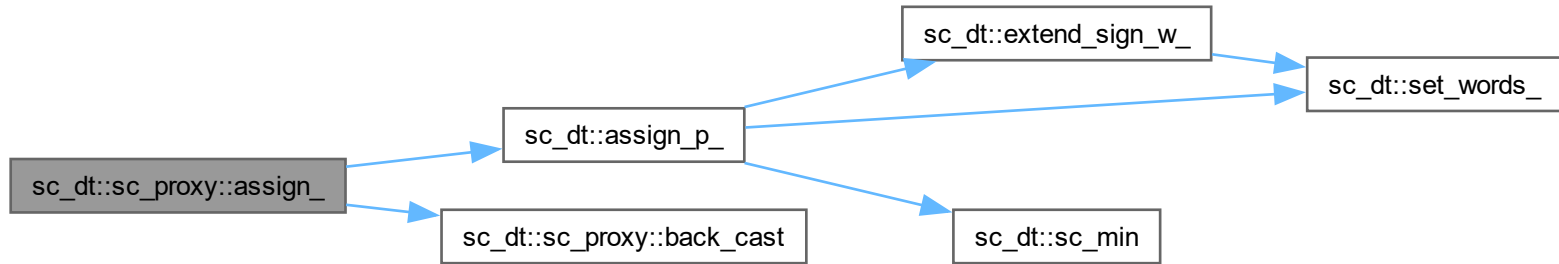 sc_dt::extend_sign_w_
sc_dt::set_words_
sc_dt::assign_p_
sc_dt::sc_proxy::assign_
sc_dt::sc_proxy::back_cast
sc_dt::sc_min